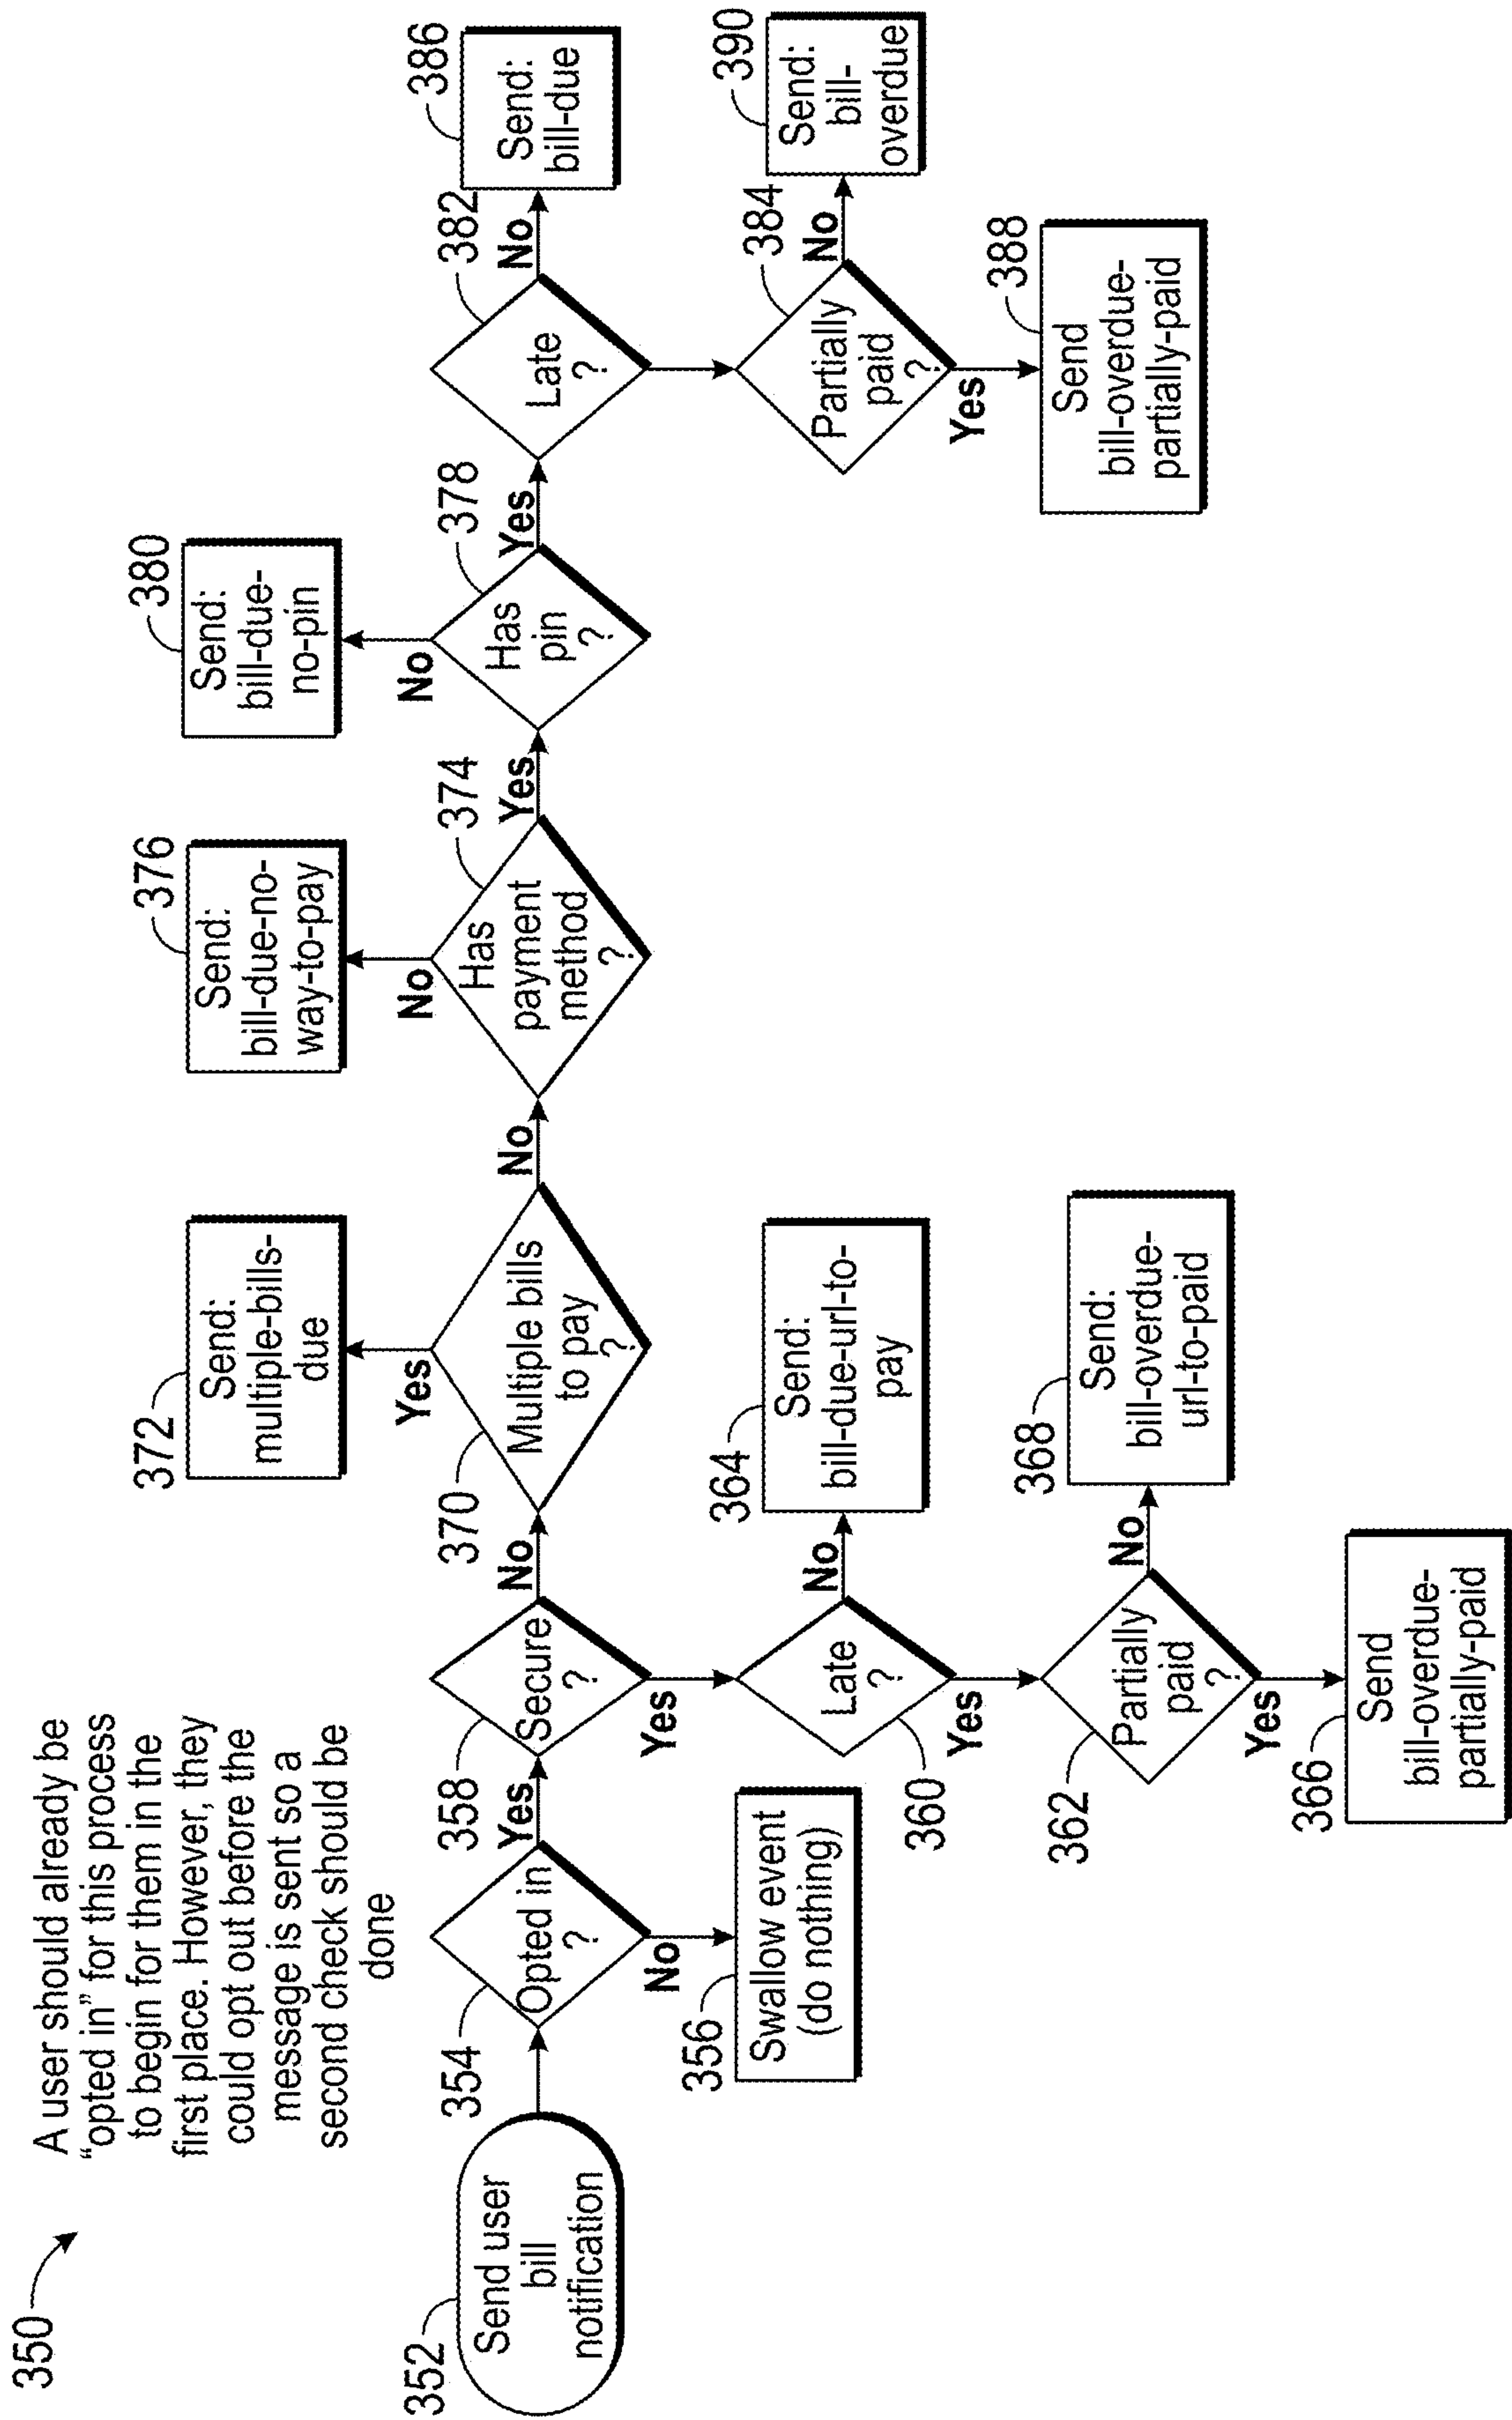 350
A user should already be
“opted in” for this process
to begin for them in the
first place. However, they
could opt out before the
message is sent so a
second check should be
done
352
Send user
bill
notification
354
Opted in
?
No
356
Swallow event
(do nothing)
Yes
358
Secure
?
Yes
360
Late
?
No
364
Send:
bill-due-url-to-
pay
Yes
362
Partially
paid
?
No
368
Send:
bill-overdue-
url-to-paid
Yes
366
Send
bill-overdue-
partially-paid
No
370
Multiple bills
to pay
?
Yes
372
Send:
multiple-bills-
due
No
374
Has
payment
method
?
No
376
Send:
bill-due-no-
way-to-pay
Yes
378
Has
pin
?
No
380
Send:
bill-due-
no-pin
Yes
382
Late
?
No
386
Send:
bill-due
384
Partially
paid
?
No
390
Send:
bill-
overdue
Yes
388
Send
bill-overdue-
partially-paid